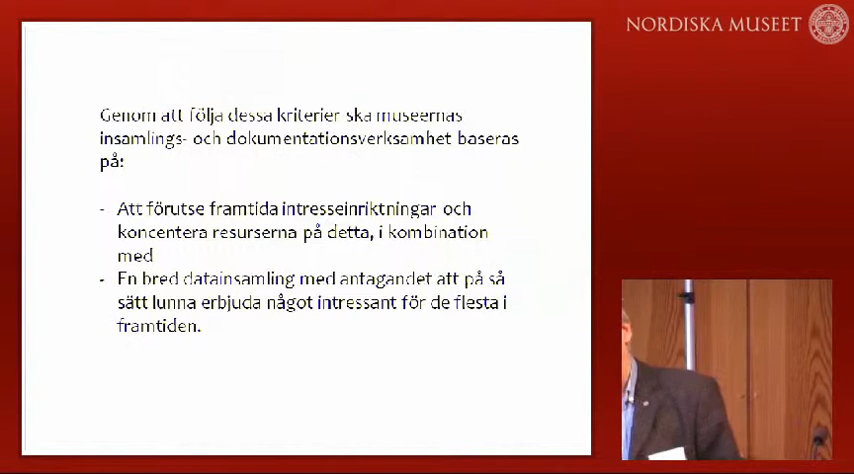 NORDISKA MUSEET
Genom att följa dessa kriterier ska museernas
insamlings- och dokumentationsverksamhet baseras
på:
- Att förutse framtida intresseinriktningar och
koncentera resurserna på detta, i kombination
med
- En bred datainsamling med antagandet att på så
sätt lunna erbjuda något intressant för de flesta i
framtiden.